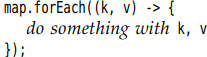 map.forEach((k, v) -> {
do something with k, v
});